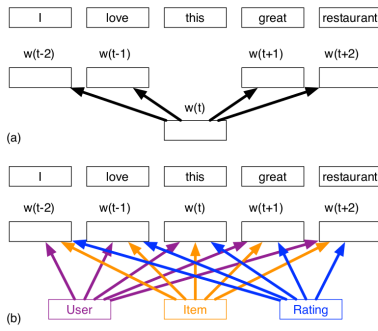 I love this great restaurant
w(t-2) w(t-1) w(t+1) w(t+2)
w(t)
(a)
I love this great restaurant
w(t-2) w(t-1) w(t) w(t+1) w(t+2)
User Item Rating
(b)